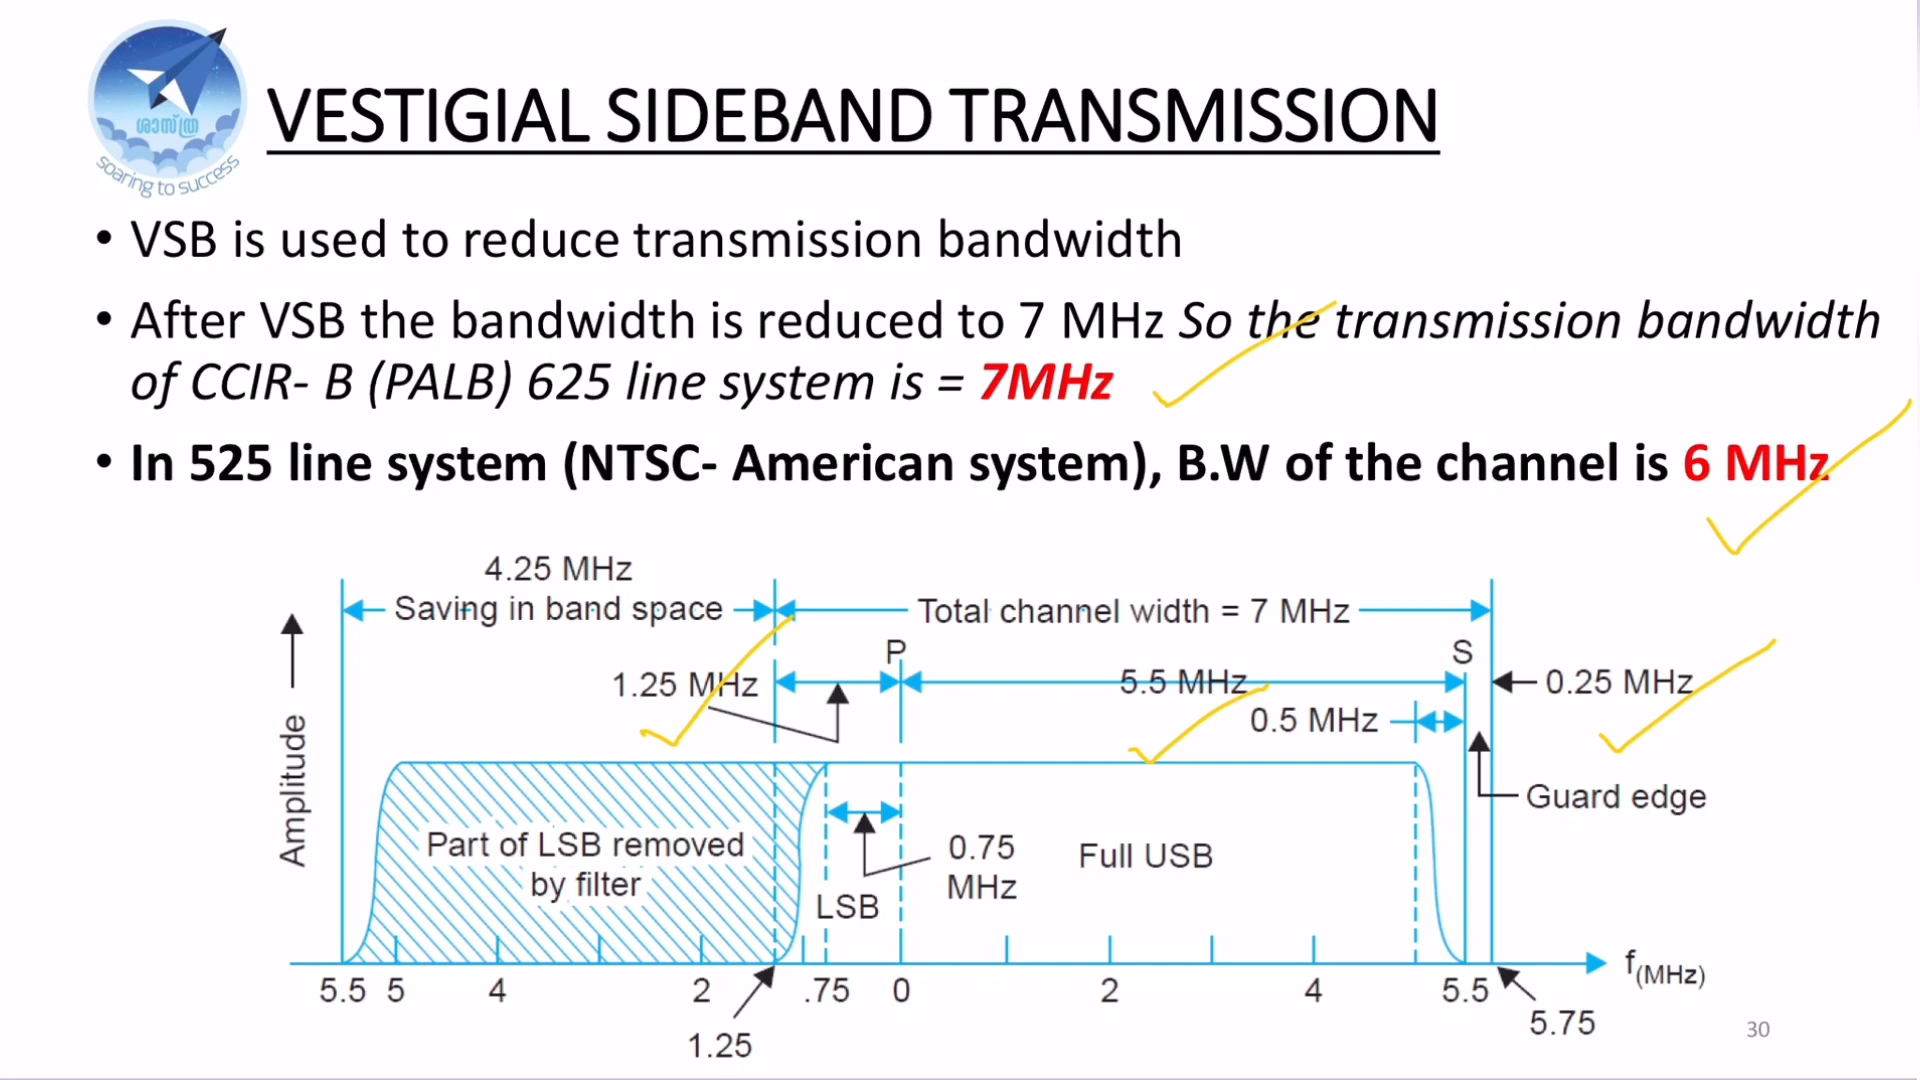 ശാസ്ത്ര
soaring to success
VESTIGIAL SIDEBAND TRANSMISSION
• VSB is used to reduce transmission bandwidth
• After VSB the bandwidth is reduced to 7 MHz So the transmission bandwidth
of CCIR- B (PALB) 625 line system is = 7MHz
• In 525 line system (NTSC- American system), B.W of the channel is 6 MHz
4.25 MHz
Saving in band space
Total channel width = 7 MHz
P
S
1.25 MHz
5.5 MHz
0.25 MHz
0.5 MHz
Amplitude
Guard edge
Part of LSB removed
by filter
0.75
MHz
Full USB
LSB
f(MHz)
5.5 5 4 2 .75 0 2 4 5.5
1.25
5.75
30